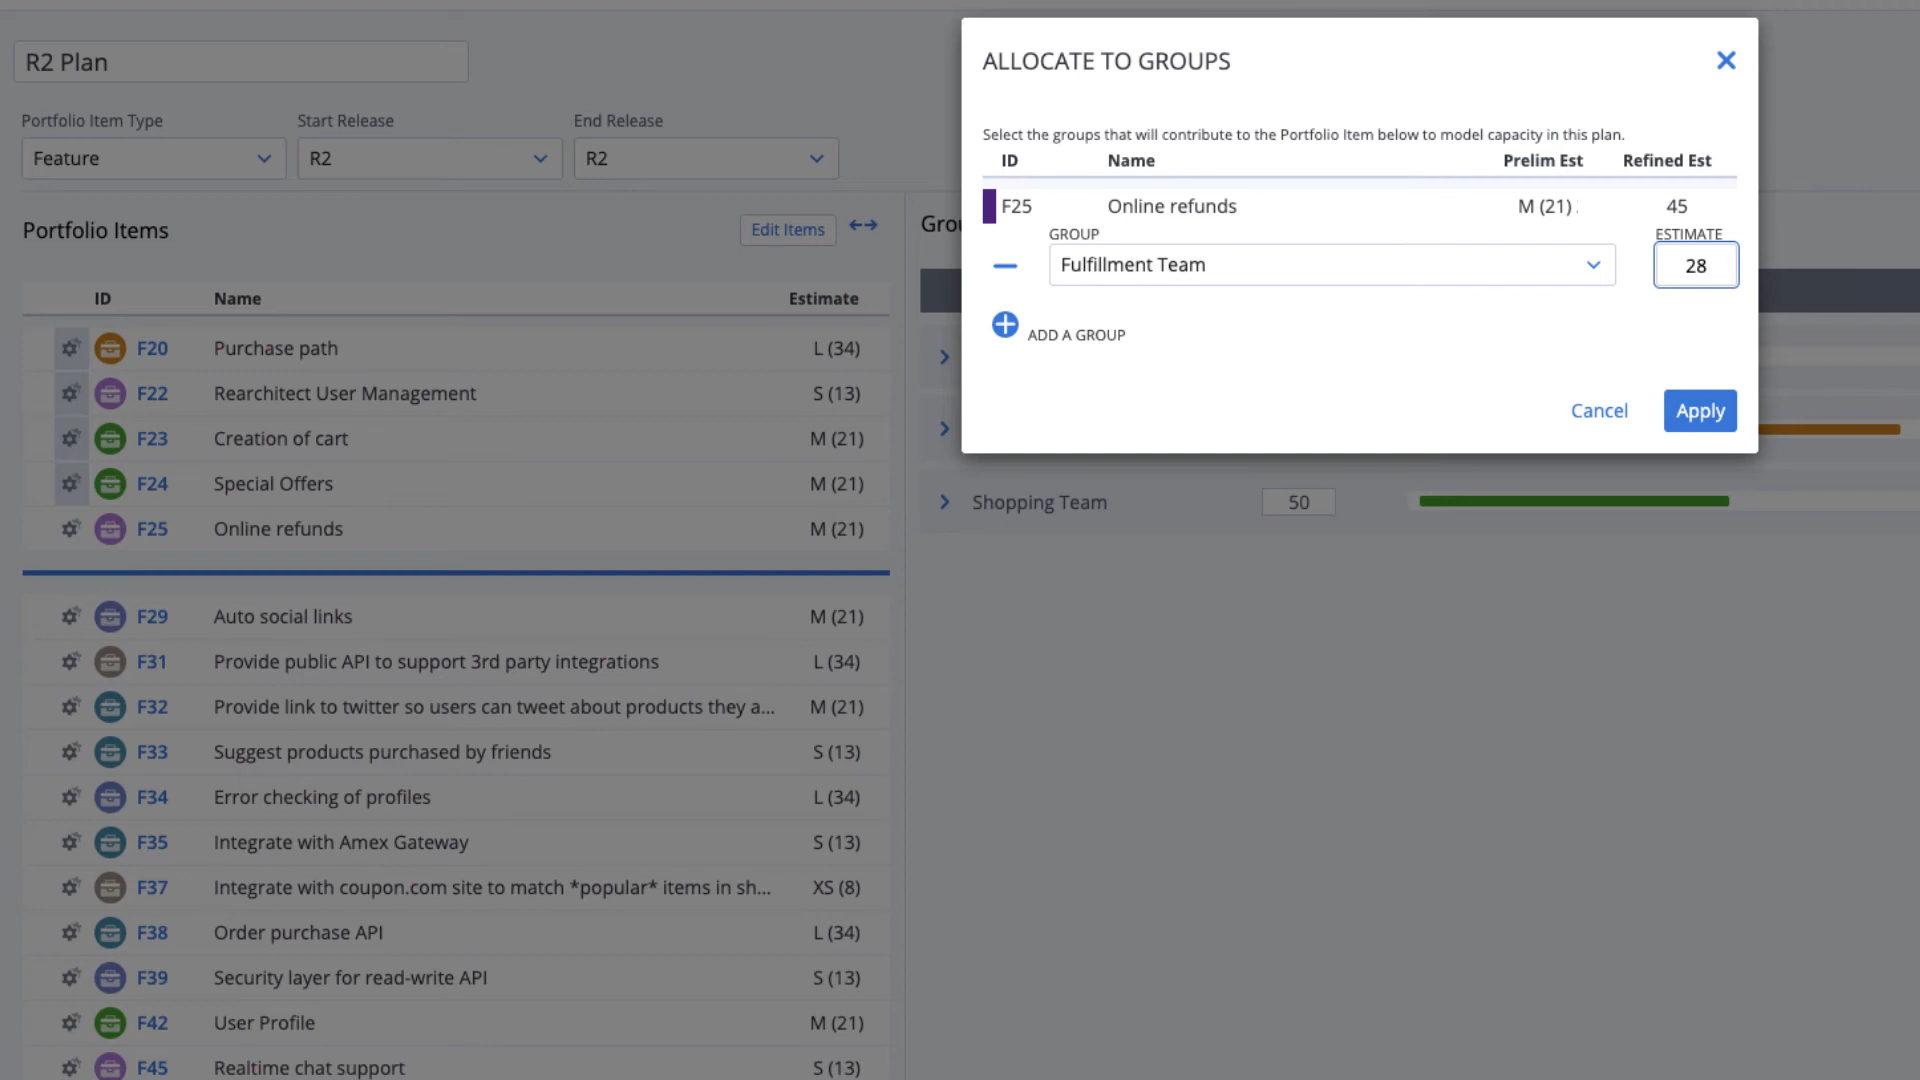 R2 Plan
Portfolio Item Type
Start Release
End Release
Feature
R2
R2
Portfolio Items
Edit Items
ID
Name
Estimate
F20
Purchase path
L (34)
F22
Rearchitect User Management
S (13)
F23
Creation of cart
M (21)
F24
Special Offers
M (21)
F25
Online refunds
M (21)
F29
Auto social links
M (21)
F31
Provide public API to support 3rd party integrations
L (34)
F32
Provide link to twitter so users can tweet about products they a...
M (21)
F33
Suggest products purchased by friends
S (13)
F34
Error checking of profiles
L (34)
F35
Integrate with Amex Gateway
S (13)
F37
Integrate with coupon.com site to match *popular* items in sh...
XS (8)
F38
Order purchase API
L (34)
F39
Security layer for read-write API
S (13)
F42
User Profile
M (21)
F45
Realtime chat support
S (13)
ALLOCATE TO GROUPS
Select the groups that will contribute to the Portfolio Item below to model capacity in this plan.
ID
Name
Prelim Est
Refined Est
F25
Online refunds
M (21)
45
GROUP
ESTIMATE
Fulfillment Team
28
ADD A GROUP
Cancel
Apply
Shopping Team
50